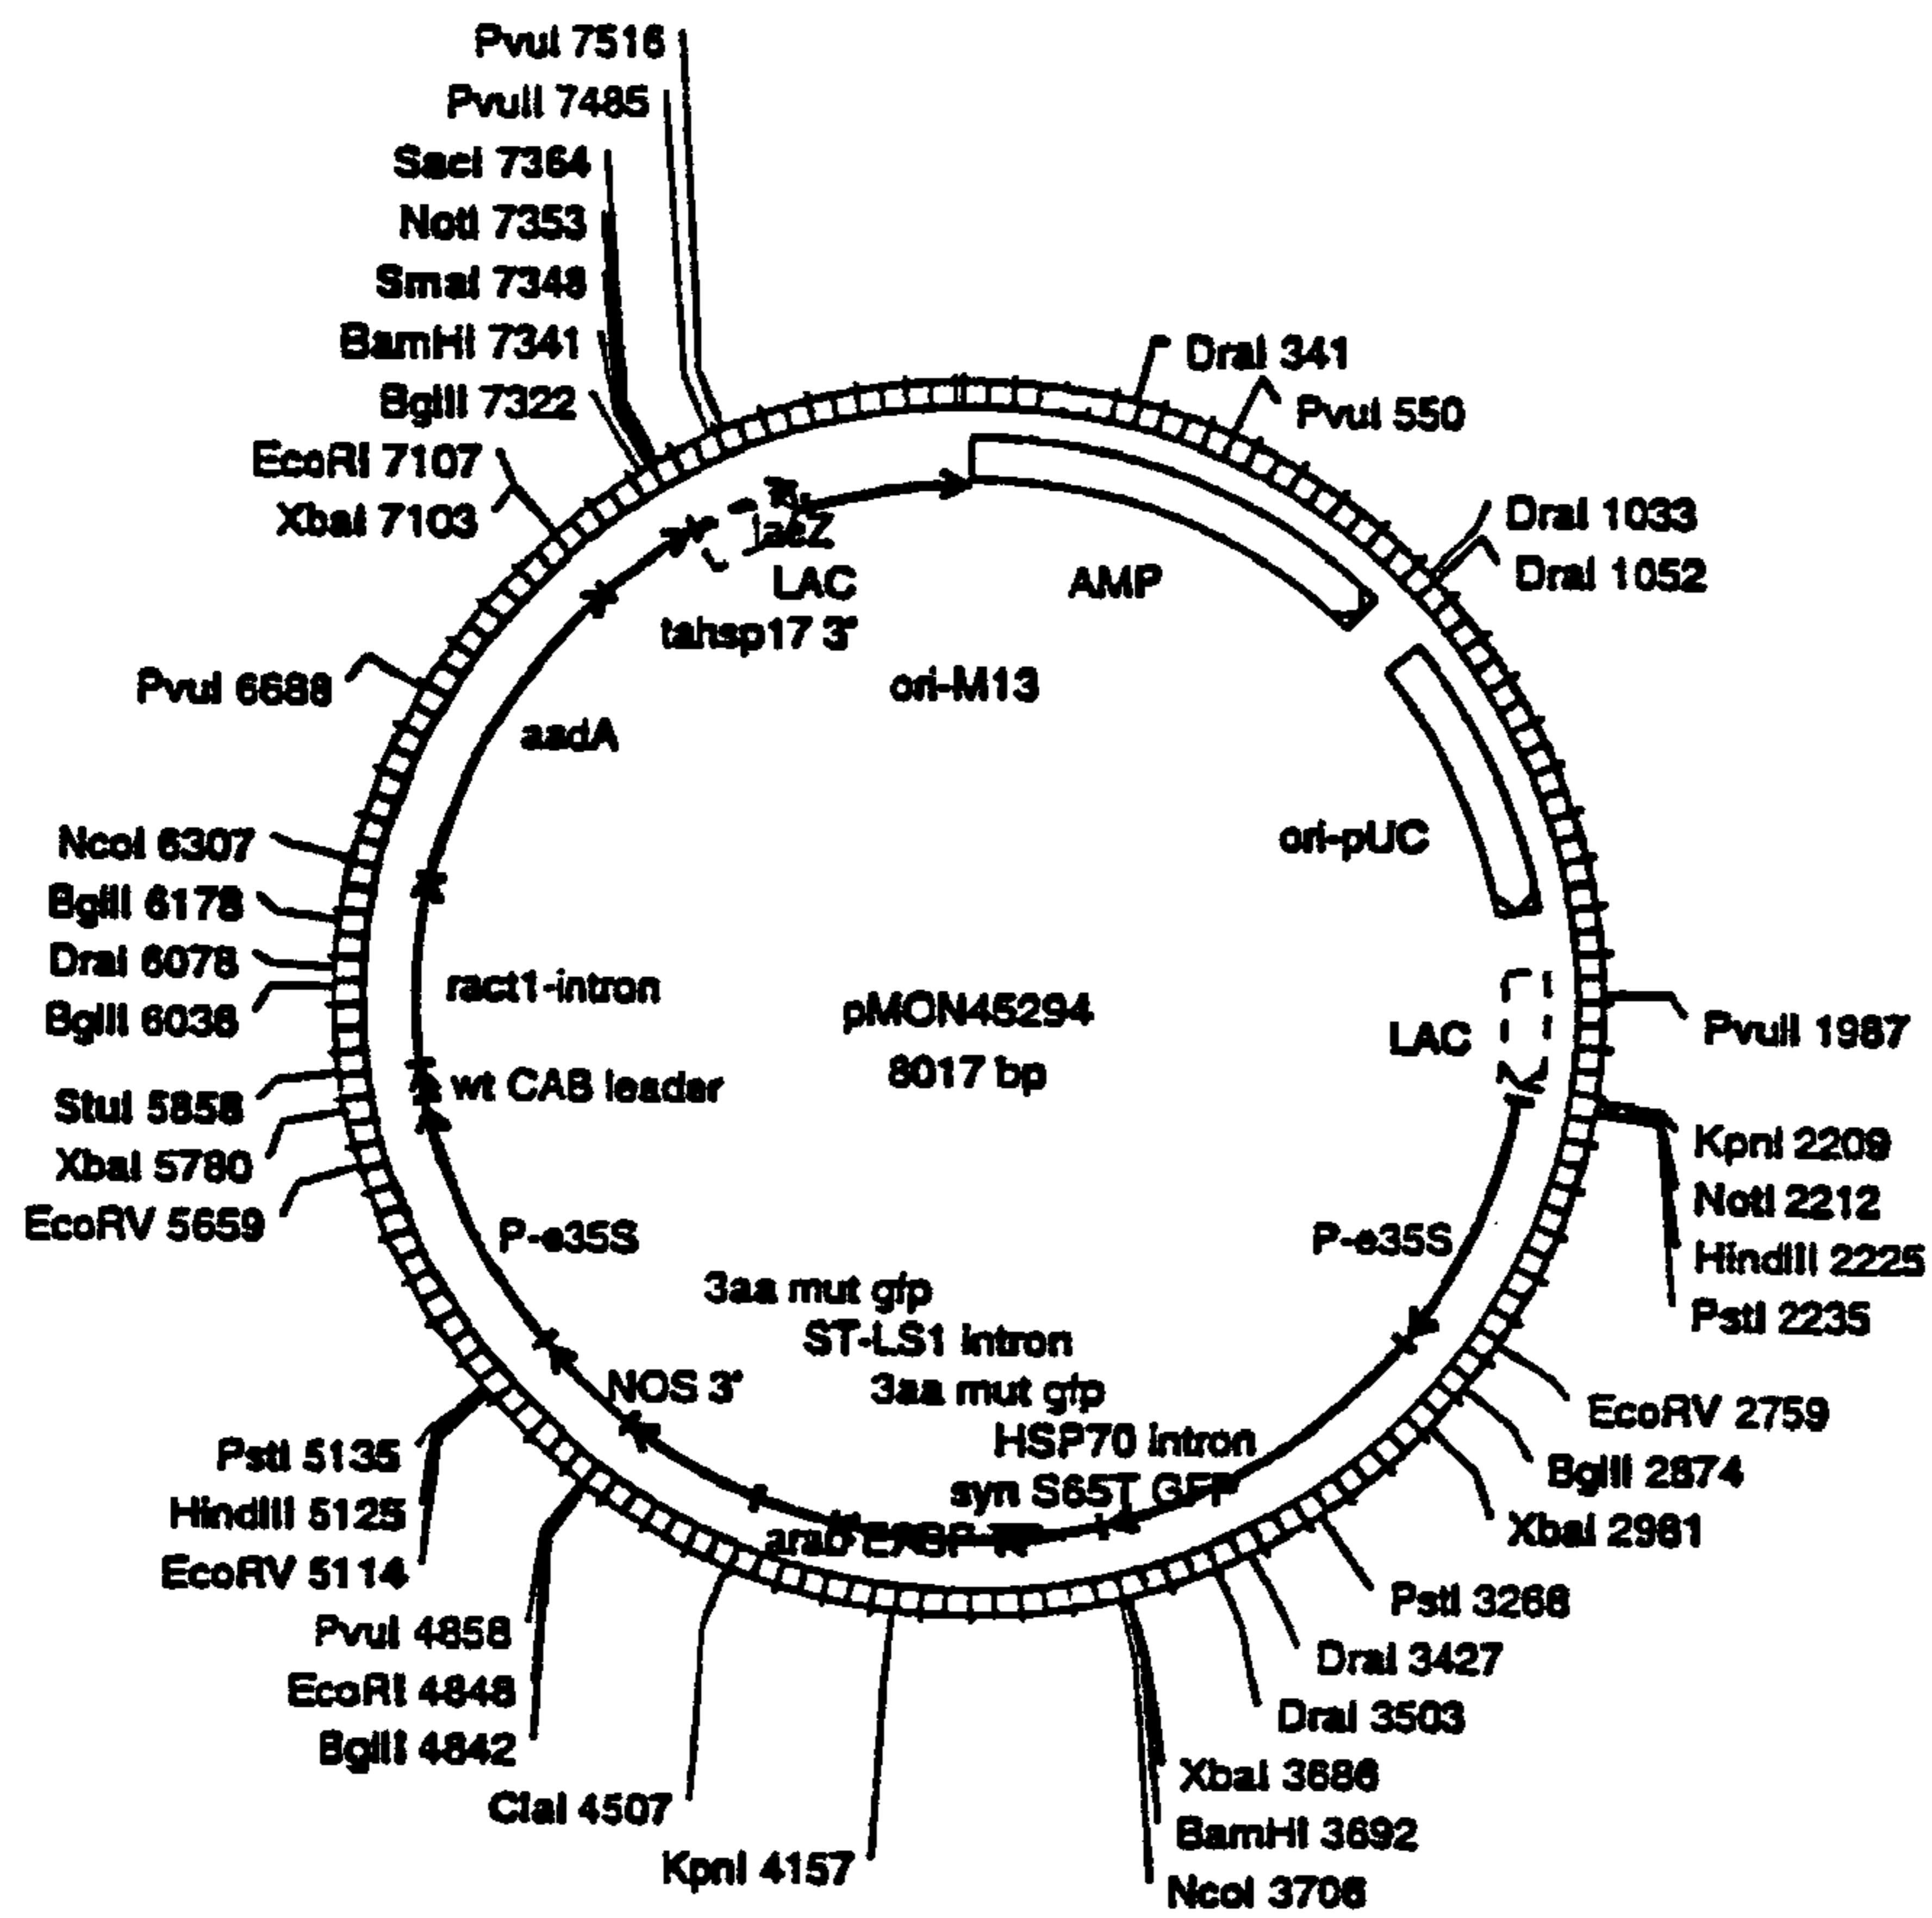 PvuI 7516
PvuII 7485
SacI 7364
NotI 7353
SmaI 7348
BamHI 7341
BglII 7322
EcoRI 7107
XbaI 7103
PvuI 6688
NcoI 6307
BglII 6178
DraI 6078
BglII 6038
StuI 5858
XbaI 5780
EcoRV 5659
PstI 5135
HindIII 5125
EcoRV 5114
PvuI 4858
EcoRI 4848
BglII 4842
ClaI 4507
KpnI 4157
DraI 341
PvuI 550
DraI 1033
DraI 1052
PvuII 1987
KpnI 2209
NotI 2212
HindIII 2225
PstI 2235
EcoRV 2759
BglII 2874
XbaI 2981
PstI 3266
DraI 3427
DraI 3503
XbaI 3686
BamHI 3692
NcoI 3706
lacZ
LAC
tahsp17 3'
AMP
ori-M13
aadA
ori-pUC
ract1-intron
pMON45294
8017 bp
LAC
wt CAB leader
P-e35S
P-e35S
3aa mut gfp
ST-LS1 intron
NOS 3'
3aa mut gfp
HSP70 intron
syn S65T GFP